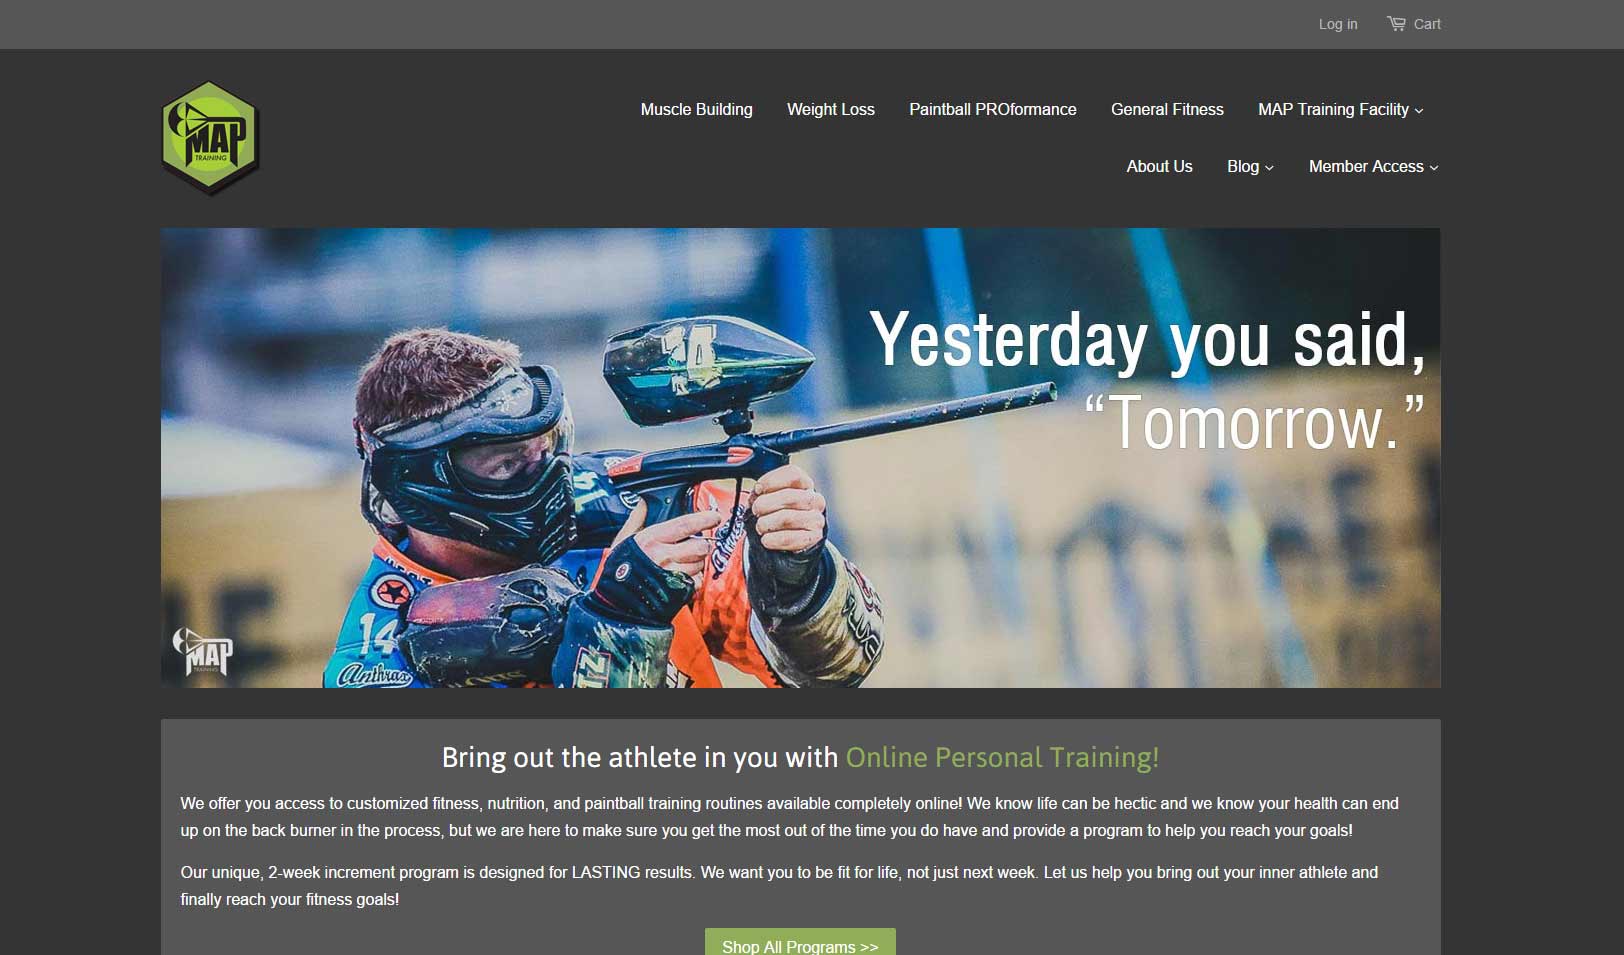 Log in
Cart
MAP
TRAINING
Muscle Building
Weight Loss
Paintball PROformance
General Fitness
MAP Training Facility
About Us
Blog
Member Access
Yesterday you said,
“Tomorrow.”
14
14
Anthrax
MAP
TRAINING
Bring out the athlete in you with Online Personal Training!
We offer you access to customized fitness, nutrition, and paintball training routines available completely online! We know life can be hectic and we know your health can end
up on the back burner in the process, but we are here to make sure you get the most out of the time you do have and provide a program to help you reach your goals!
Our unique, 2-week increment program is designed for LASTING results. We want you to be fit for life, not just next week. Let us help you bring out your inner athlete and
finally reach your fitness goals!
Shop All Programs >>